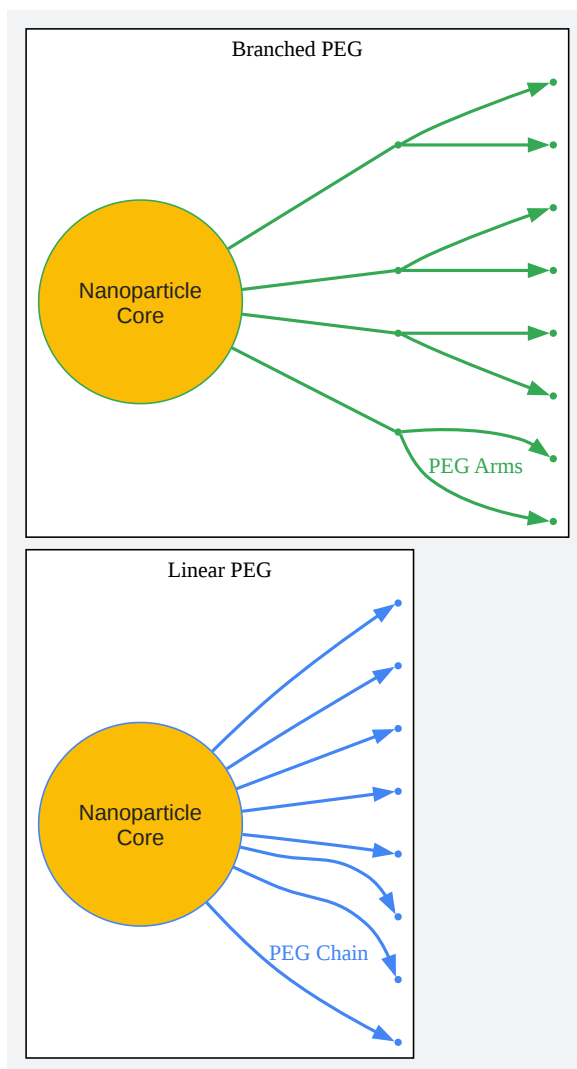 Branched PEG
Nanoparticle
Core
PEG Arms
Linear PEG
Nanoparticle
Core
PEG Chain